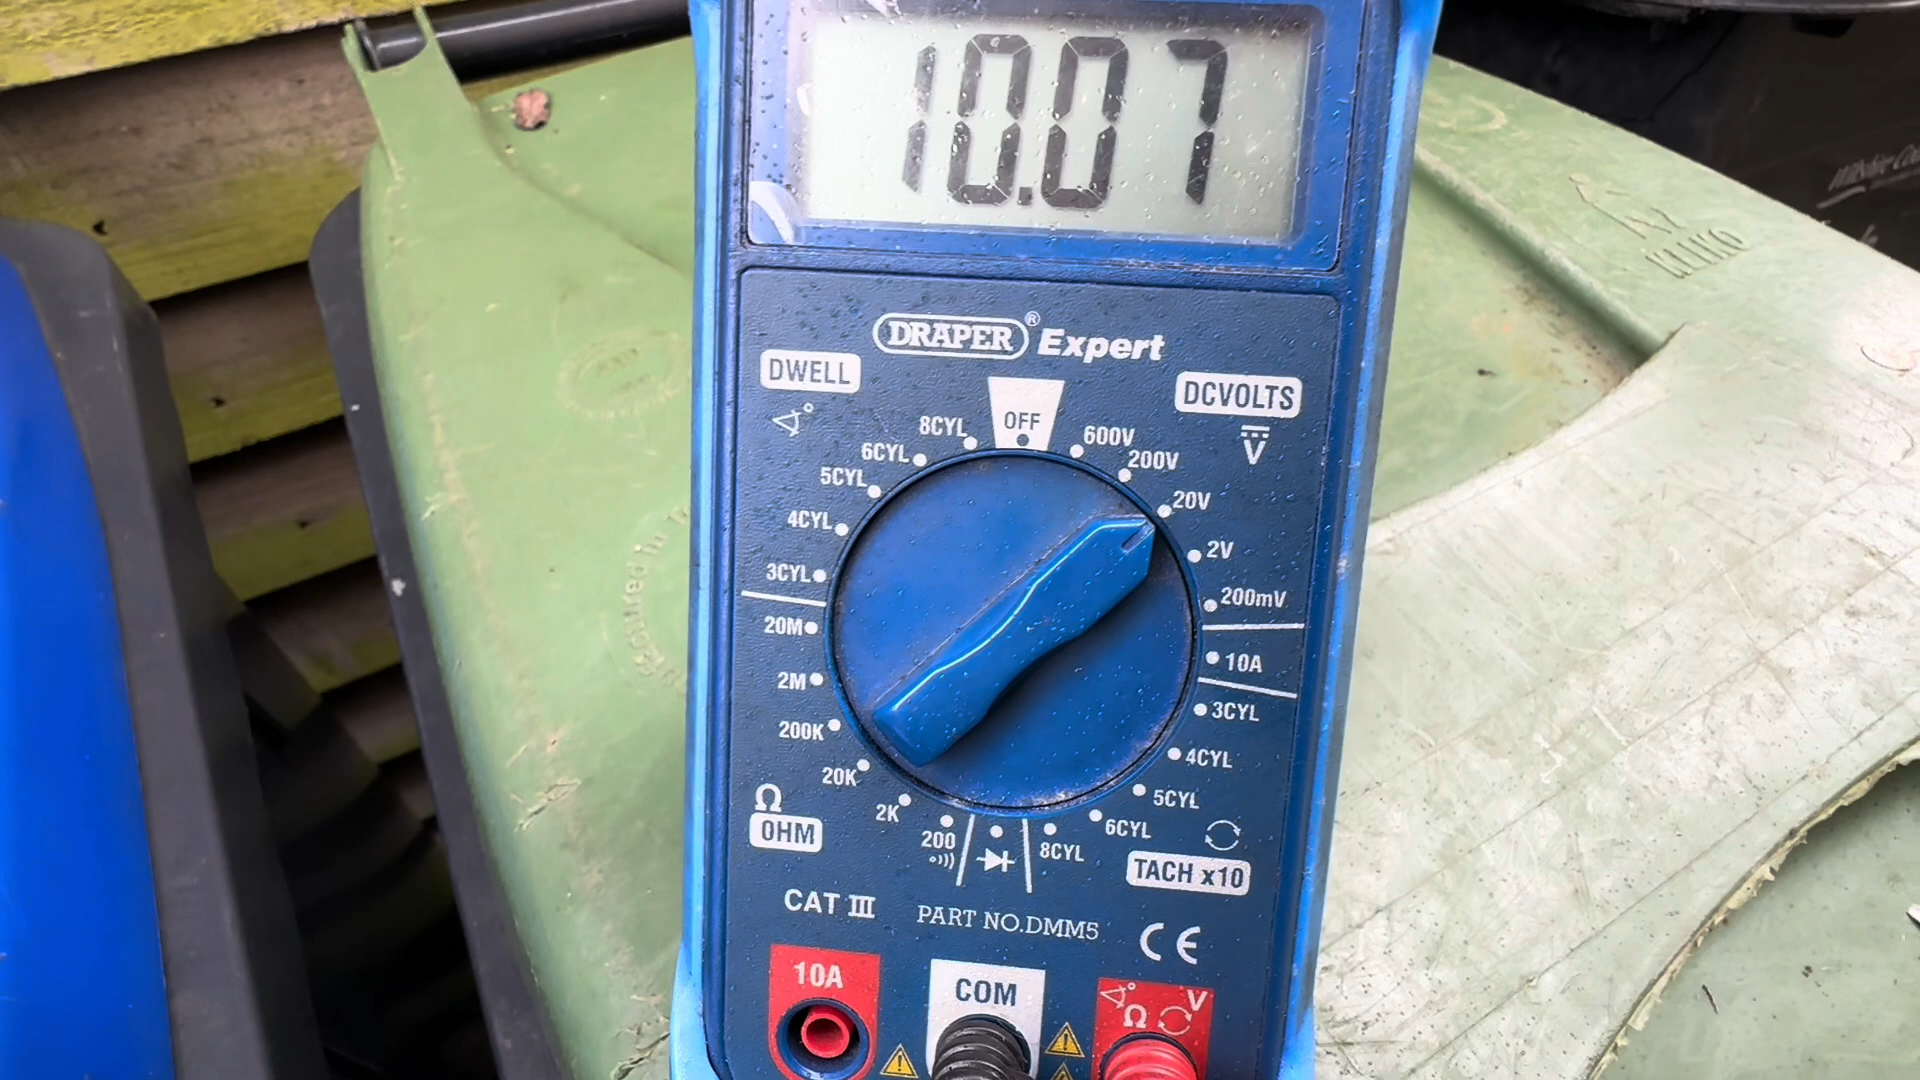 10.07
DRAPER® Expert
DWELL
DCVOLTS
OFF
V
8CYL
600V
6CYL
200V
5CYL
20V
4CYL
2V
3CYL
200mV
20M
10A
2M
3CYL
200K
4CYL
20K
5CYL
2K
6CYL
200
8CYL
Ω
OHM
TACH x10
CAT III
PART NO.DMM5
CE
10A
COM
V
Ω
KLIKO